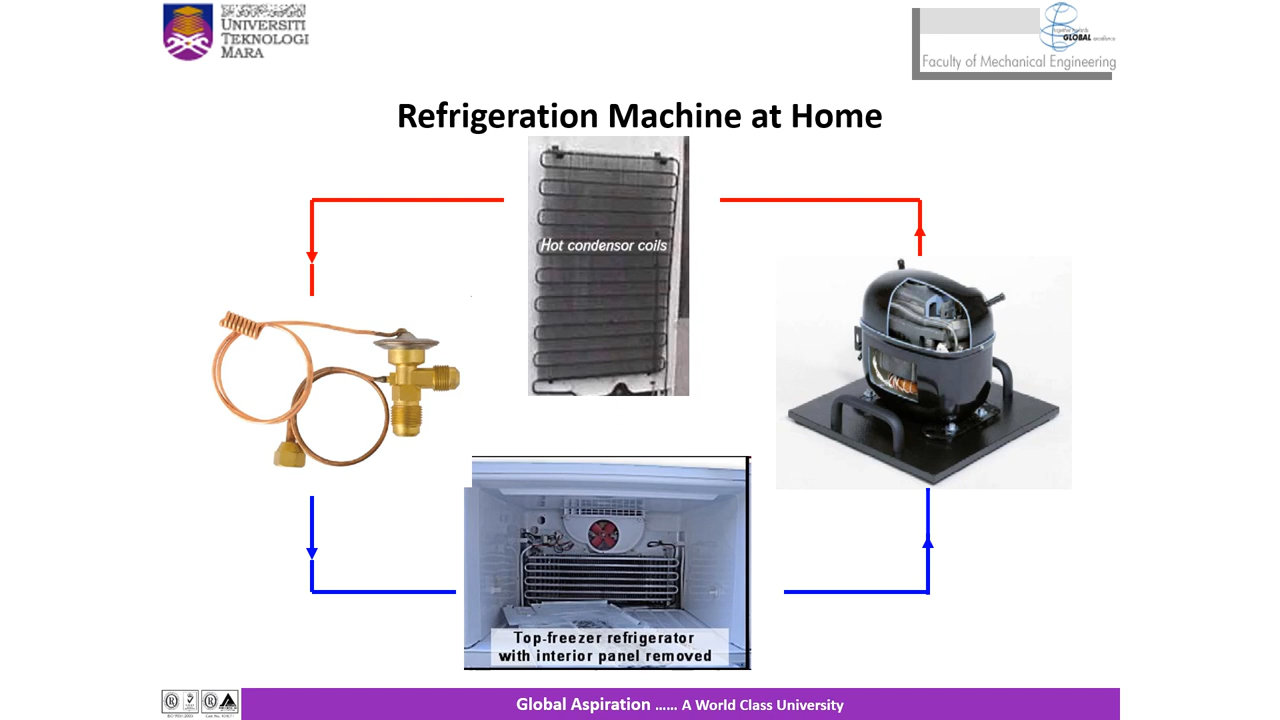 UNIVERSITI
TEKNOLOGI
MARA
GLOBAL excellence
Faculty of Mechanical Engineering
Refrigeration Machine at Home
Hot condensor coils
Top-freezer refrigerator
with interior panel removed
Global Aspiration ...... A World Class University